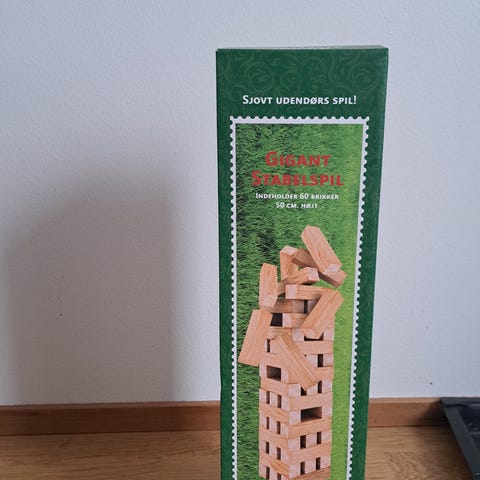 Sjovt udendørs spil!
Gigant
Stabelspil
Indeholder 60 brikker
50 cm. højt